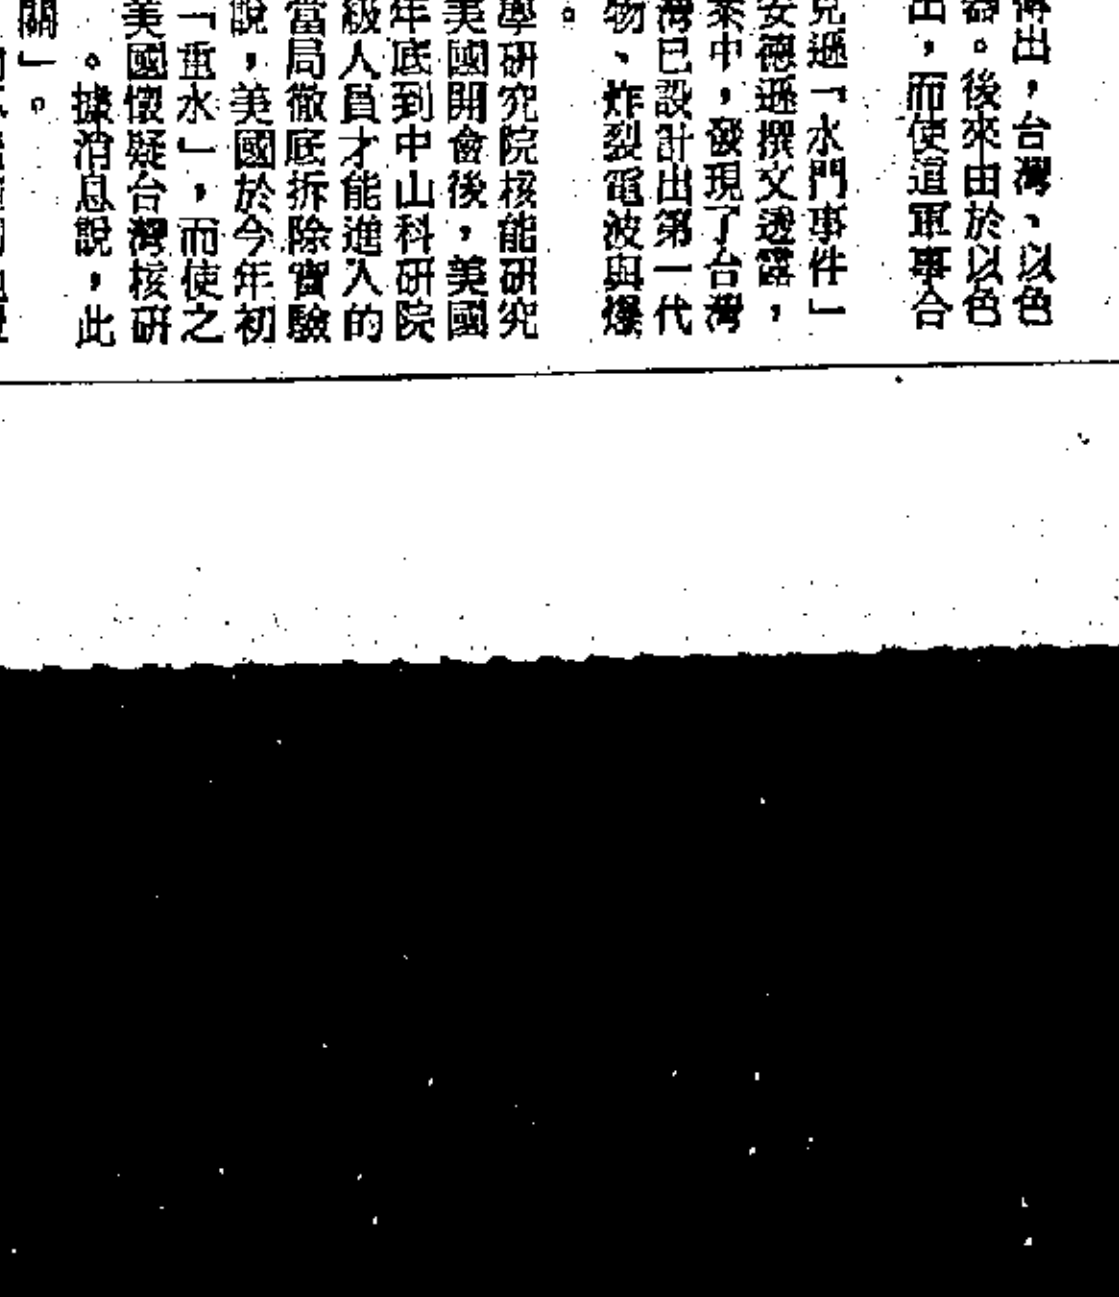 傳出，台灣、以色
器。後來由於以色
出，而使這軍事合
兒遜「水門事件」
安德遜撰文透露，
來中，發現了台灣
灣已設計出第一代
物、炸裂電波與爆
。
學研究院核能研究
美國開會後，美國
年底到中山科研院
級人員才能進入的
當局徹底拆除實驗
說，美國於今年初
「重水」，而使之
美國懷疑台灣核研
。據消息說，此
關」。